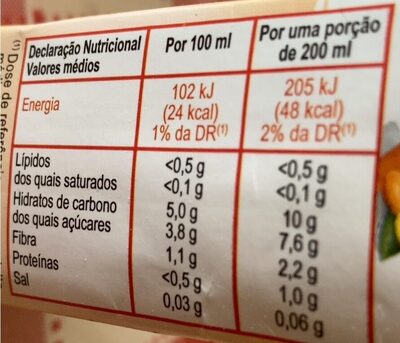 Declaração Nutricional
Valores médios
Por 100 ml
Por uma porção
de 200 ml
Energia
102 kJ
(24 kcal)
1% da DR(1)
205 kJ
(48 kcal)
2% da DR(1)
Lípidos <0,5 g <0,5 g
dos quais saturados <0,1 g <0,1 g
Hidratos de carbono 5,0 g 10 g
dos quais açúcares 3,8 g 7,6 g
Fibra 1,1 g 2,2 g
Proteínas <0,5 g 1,0 g
Sal 0,03 g 0,06 g
(1) Dose de referência